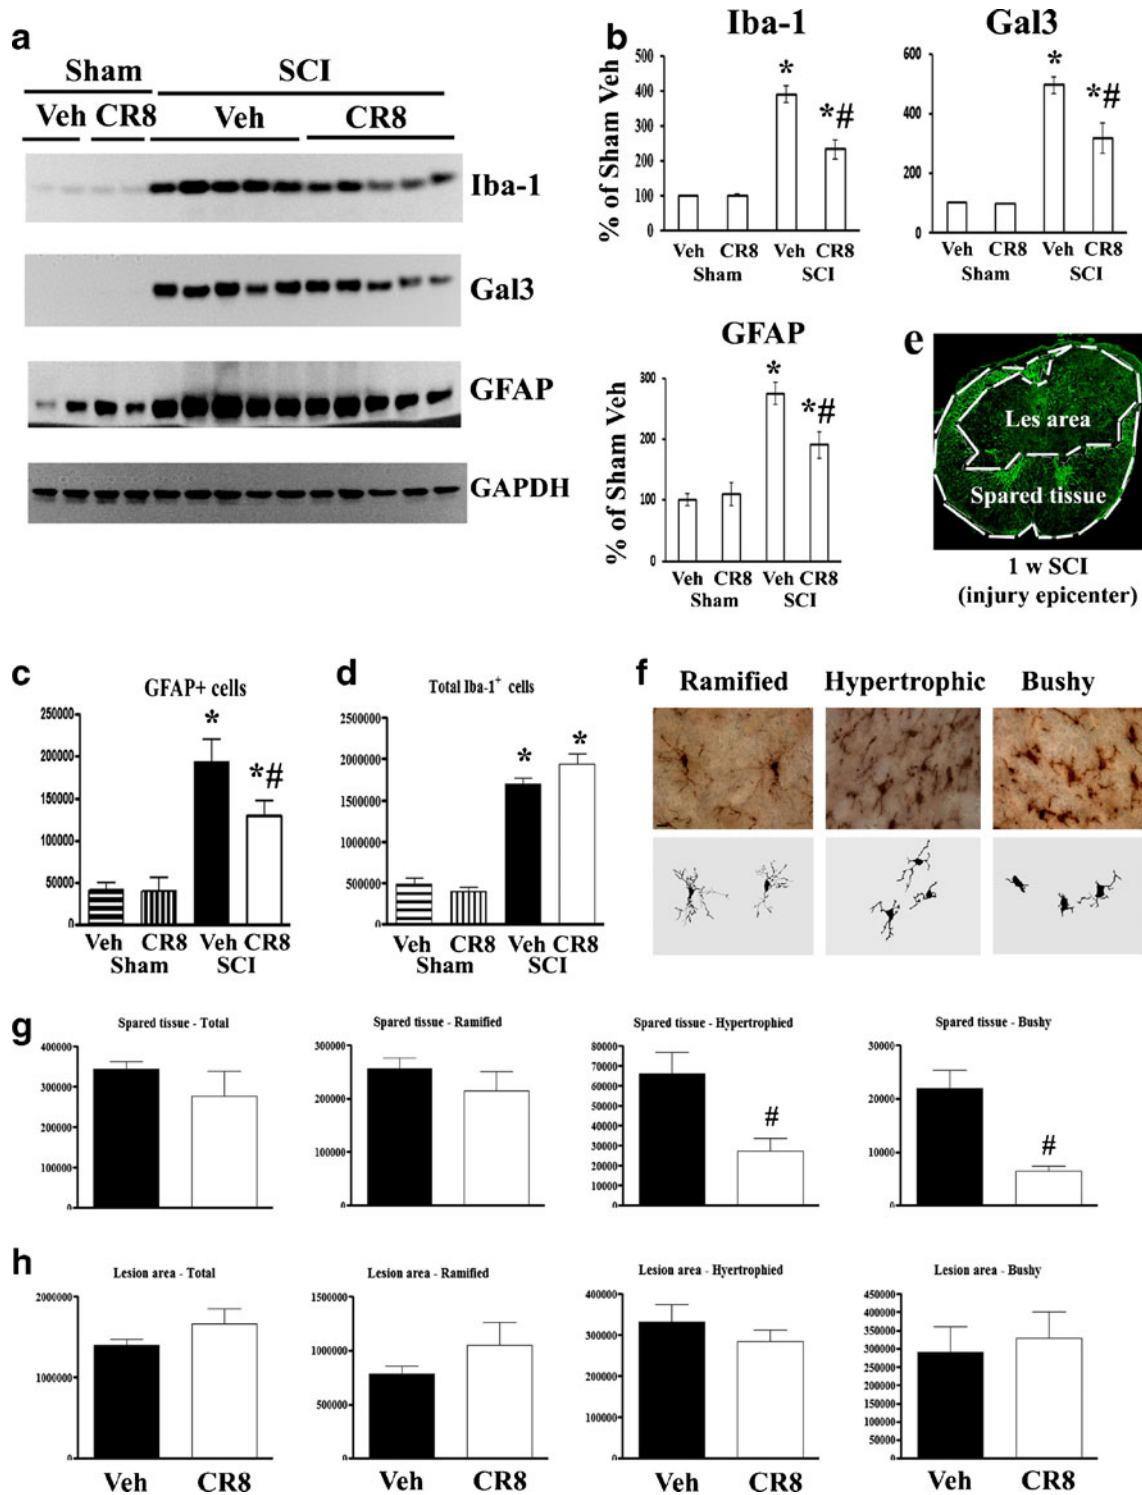 a
Sham SCI
Veh CR8 Veh CR8
Iba-1
Gal3
GFAP
GAPDH
b
Iba-1
% of Sham Veh
500
400
300
200
100
0
*
*#
Veh CR8 Veh CR8
Sham SCI
Gal3
600
400
200
0
*
*#
Veh CR8 Veh CR8
Sham SCI
GFAP
% of Sham Veh
300
200
100
0
*
*#
Veh CR8 Veh CR8
Sham SCI
e
Les area
Spared tissue
1 w SCI
(injury epicenter)
c
GFAP+ cells
250000
200000
150000
100000
50000
0
*
*#
Veh CR8 Veh CR8
Sham SCI
d
Total Iba-1+ cells
2500000
2000000
1500000
1000000
500000
0
*
*
Veh CR8 Veh CR8
Sham SCI
f
Ramified Hypertrophic Bushy
g
Spared tissue - Total
400000
300000
200000
100000
0
Spared tissue - Ramified
300000
200000
100000
0
Spared tissue - Hypertrophied
80000
70000
60000
50000
40000
30000
20000
10000
0
#
Spared tissue - Bushy
30000
20000
10000
0
#
h
Lesion area - Total
2000000
1000000
0
Veh CR8
Lesion area - Ramified
1500000
1000000
500000
0
Veh CR8
Lesion area - Hyertrophied
400000
300000
200000
100000
0
Veh CR8
Lesion area - Bushy
450000
400000
350000
300000
250000
200000
150000
100000
50000
0
Veh CR8